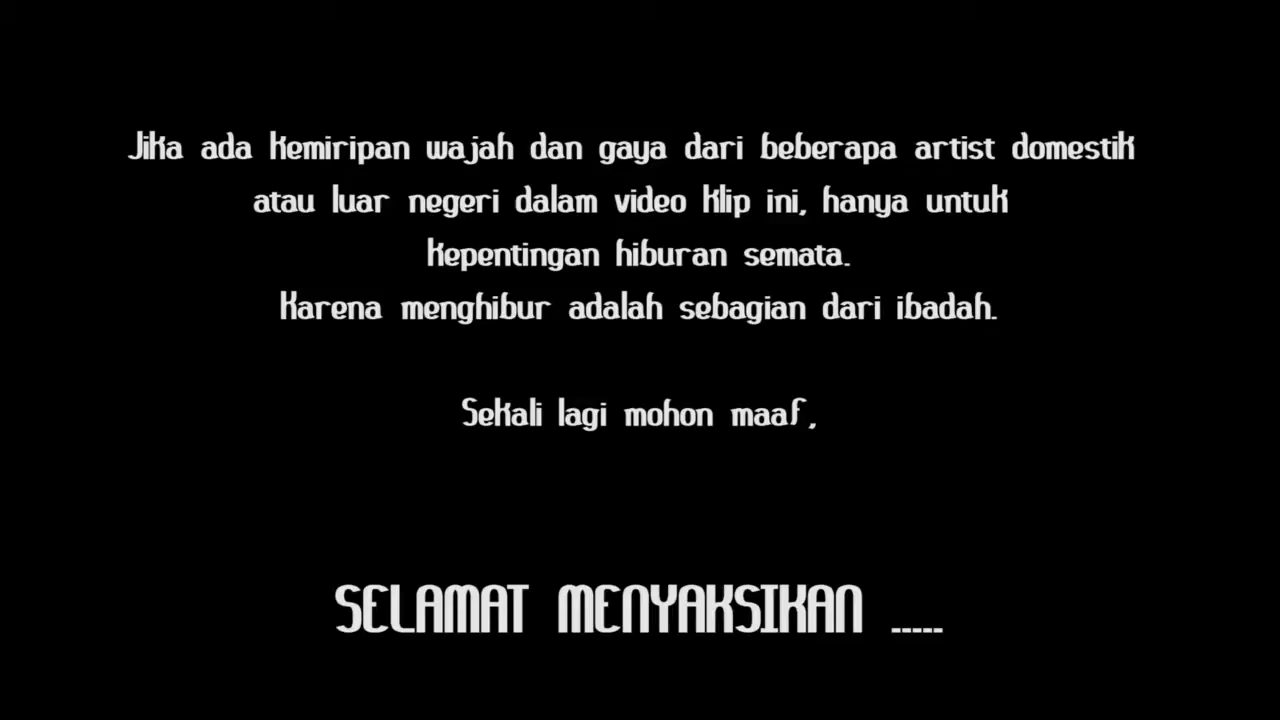 Jika ada kemiripan wajah dan gaya dari beberapa artist domestik
atau luar negeri dalam video klip ini, hanya untuk
kepentingan hiburan semata.
Karena menghibur adalah sebagian dari ibadah.
Sekali lagi mohon maaf,
SELAMAT MENYAKSIKAN .....